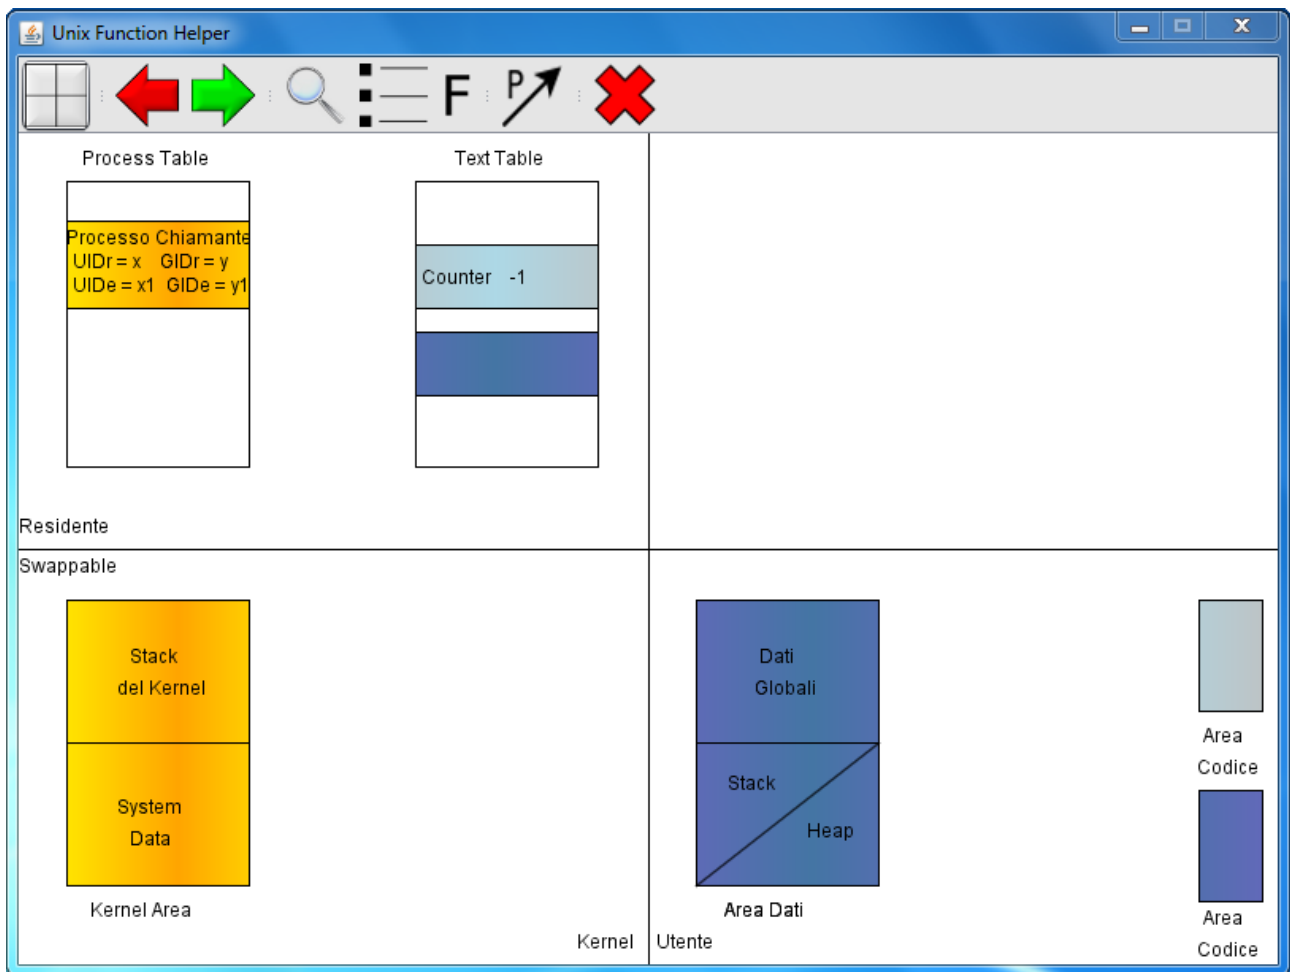 Unix Function Helper
F
P
Process Table
Text Table
Processo Chiamante
UIDr = x GIDr = y
UIDe = x1 GIDe = y1
Counter -1
Residente
Swappable
Stack
del Kernel
System
Data
Kernel Area
Kernel
Dati
Globali
Stack
Heap
Area Dati
Utente
Area
Codice
Area
Codice